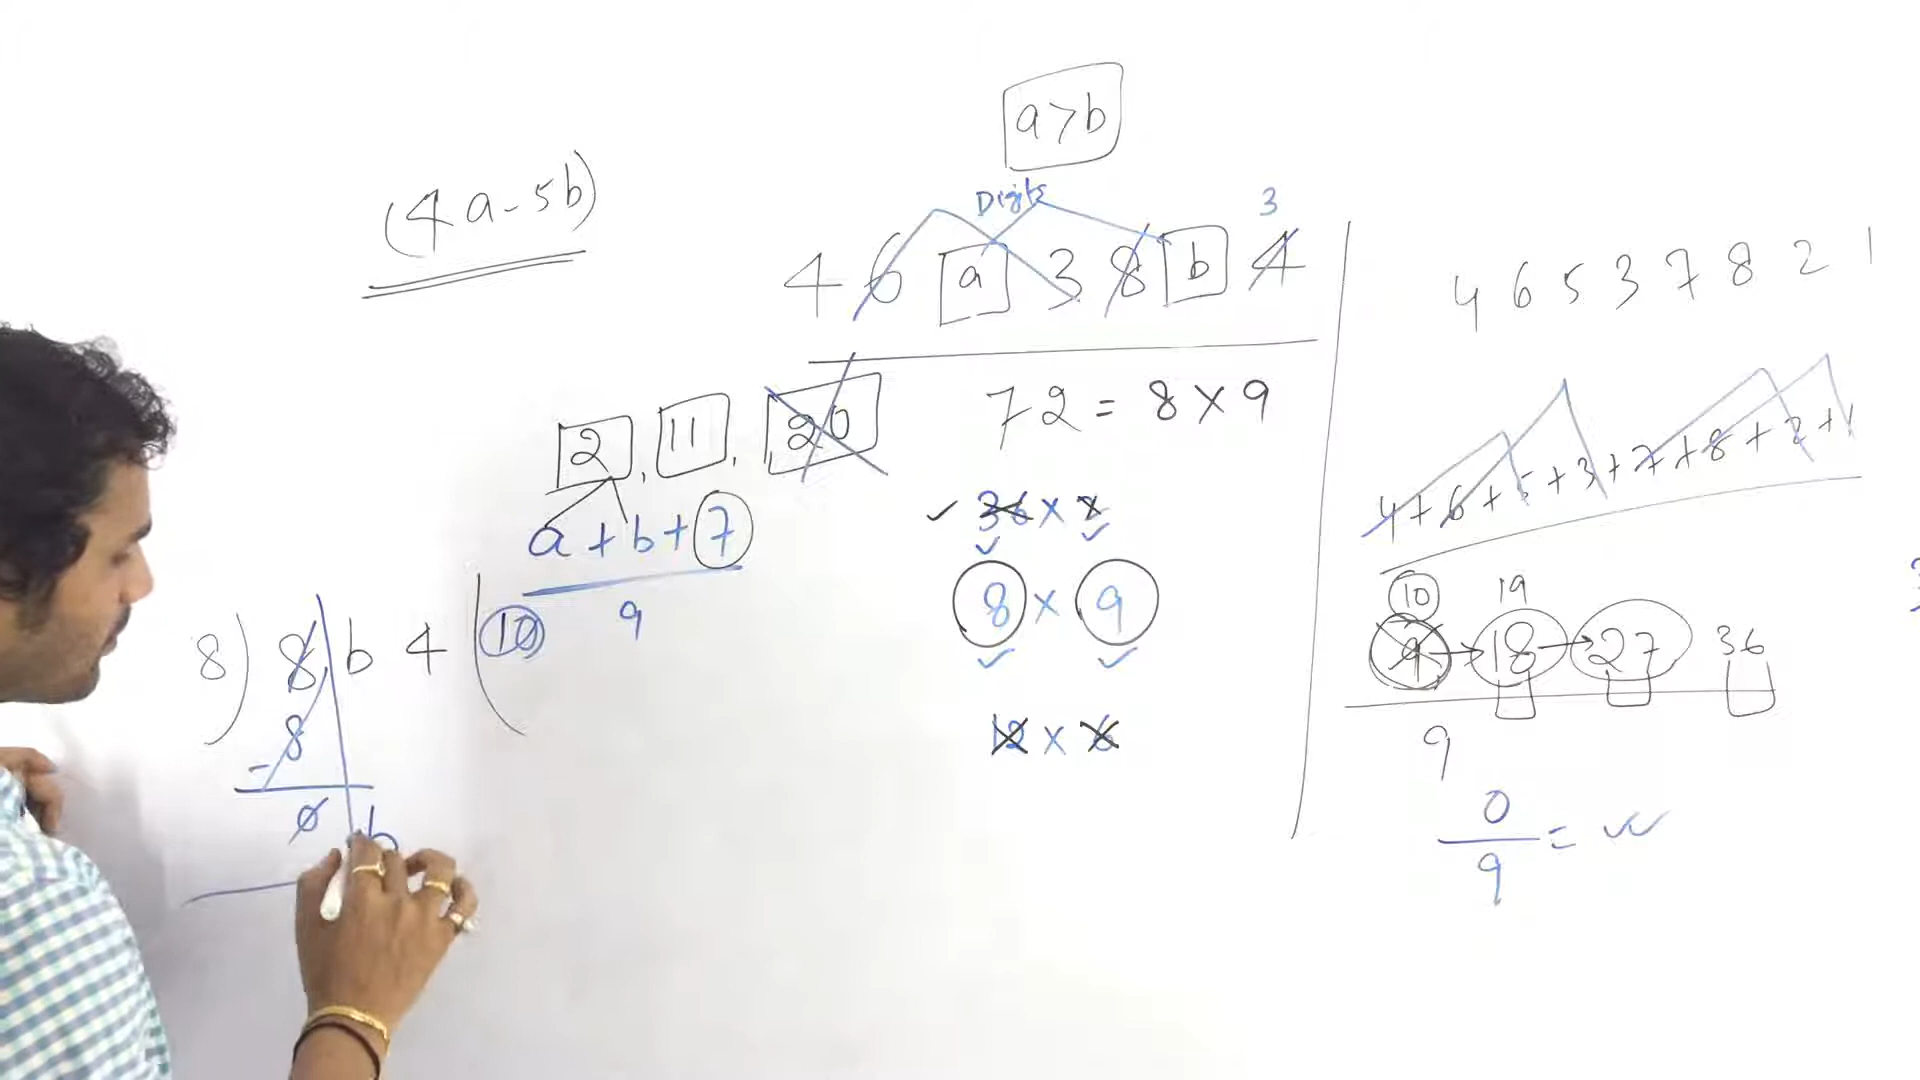 a>b
(4a-5b)
Digits
3
4 6 a 3 8 b 4
4 6 5 3 7 8 2 1
72 = 8 X 9
2, 11, 20
4+6+5+3+7+8+2+1
36 x 2
a + b + 7
9
8 x 9
10 19
9 → 18 → 27 36
9
8) 8 b 4 ( 10
- 8
0 b
12 x 6
0
9 =